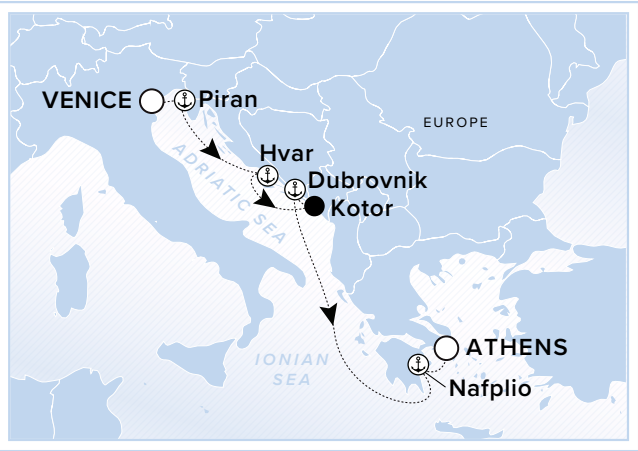 EUROPE
VENICE
Piran
ADRIATIC SEA
Hvar
Dubrovnik
Kotor
IONIAN
SEA
ATHENS
Nafplio